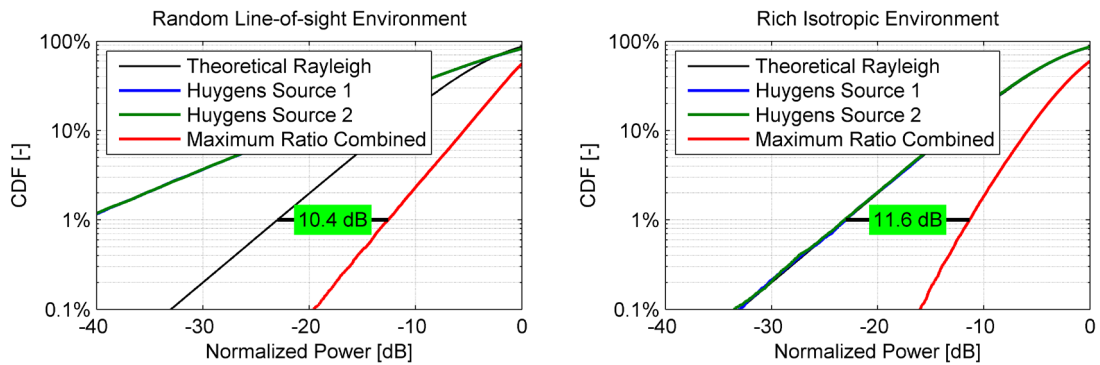 Random Line-of-sight Environment
100%
10%
1%
0.1%
CDF [-]
Theoretical Rayleigh
Huygens Source 1
Huygens Source 2
Maximum Ratio Combined
10.4 dB
-40
-30
-20
-10
0
Normalized Power [dB]
Rich Isotropic Environment
100%
10%
1%
0.1%
CDF [-]
Theoretical Rayleigh
Huygens Source 1
Huygens Source 2
Maximum Ratio Combined
11.6 dB
-40
-30
-20
-10
0
Normalized Power [dB]